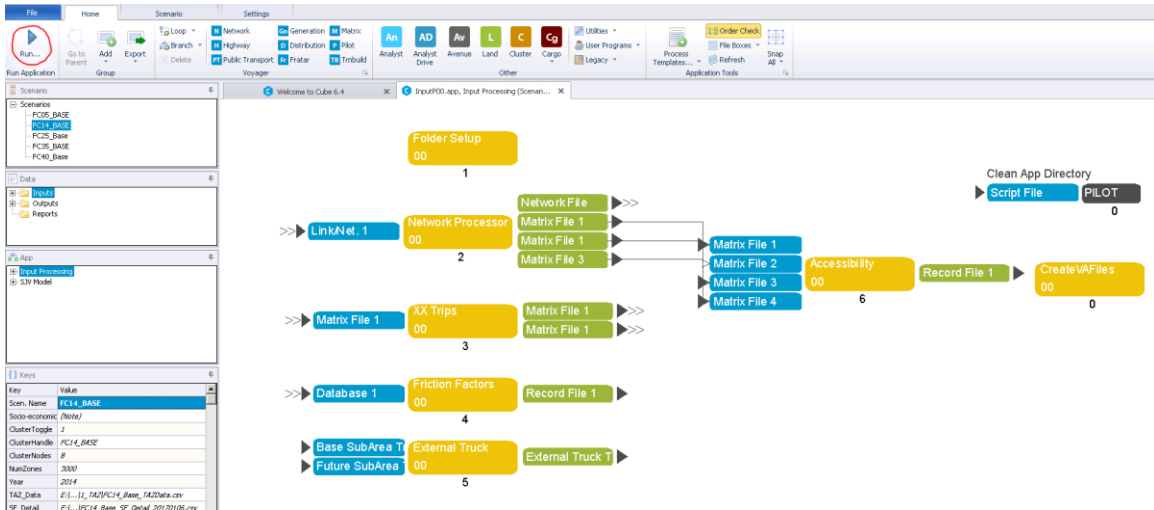 File Home Scenario Settings
Run...
Run Application
Go to Parent
Add
Export
Group
Loop
Branch
Delete
N Network Gn Generation M Matrix
H Highway D Distribution P Pilot
PT Public Transport Fr Fratar TB Trnbuild
Voyager
An Analyst
AD Analyst Drive
Av Avenue
L Land
C Cluster
Cg Cargo
Utilities
User Programs
Legacy
Other
Process Templates...
Order Check
File Boxes
Refresh
Snap All
Application Tools
Scenario
Scenarios
FC05_BASE
FC14_BASE
FC25_Base
FC35_BASE
FC40_Base
Data
Inputs
Outputs
Reports
App
Input Processing
SJV Model
Keys
Key Value
Scen. Name FC14_BASE
Socio-economic (Note)
ClusterToggle 1
ClusterHandle FC14_BASE
ClusterNodes 8
NumZones 3000
Year 2014
TAZ_Data E:\...\1_TAZ\FC14_Base_TAZData.csv
SE_Detail E:\...\FC14_Base_SE_Detail_20170106.csv
Welcome to Cube 6.4
InputP00.app, Input Processing (Scenari...
Folder Setup
00
1
Clean App Directory
Script File PILOT
0
Link/Net. 1
Network Processor
00
2
Network File
Matrix File 1
Matrix File 1
Matrix File 3
Matrix File 1
Matrix File 2
Matrix File 3
Matrix File 4
Accessibility
00
6
Record File 1
CreateVAFiles
00
0
Matrix File 1
XX Trips
00
3
Matrix File 1
Matrix File 1
Database 1
Friction Factors
00
4
Record File 1
Base SubArea T
Future SubArea
External Truck
00
5
External Truck T